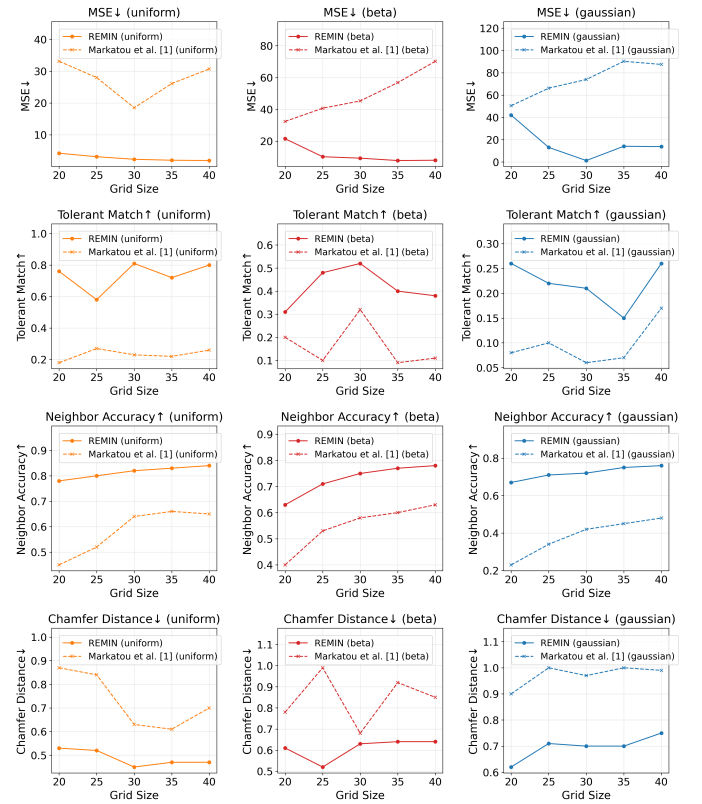 MSE↓ (uniform)
MSE↓
40
30
20
10
REMIN (uniform)
Markatou et al. [1] (uniform)
20 25 30 35 40
Grid Size
MSE↓ (beta)
MSE↓
80
60
40
20
REMIN (beta)
Markatou et al. [1] (beta)
20 25 30 35 40
Grid Size
MSE↓ (gaussian)
MSE↓
120
100
80
60
40
20
0
REMIN (gaussian)
Markatou et al. [1] (gaussian)
20 25 30 35 40
Grid Size
Tolerant Match↑ (uniform)
Tolerant Match↑
1.0
0.8
0.6
0.4
0.2
REMIN (uniform)
Markatou et al. [1] (uniform)
20 25 30 35 40
Grid Size
Tolerant Match↑ (beta)
Tolerant Match↑
0.6
0.5
0.4
0.3
0.2
0.1
REMIN (beta)
Markatou et al. [1] (beta)
20 25 30 35 40
Grid Size
Tolerant Match↑ (gaussian)
Tolerant Match↑
0.30
0.25
0.20
0.15
0.10
0.05
REMIN (gaussian)
Markatou et al. [1] (gaussian)
20 25 30 35 40
Grid Size
Neighbor Accuracy↑ (uniform)
Neighbor Accuracy↑
0.9
0.8
0.7
0.6
0.5
REMIN (uniform)
Markatou et al. [1] (uniform)
20 25 30 35 40
Grid Size
Neighbor Accuracy↑ (beta)
Neighbor Accuracy↑
0.9
0.8
0.7
0.6
0.5
0.4
REMIN (beta)
Markatou et al. [1] (beta)
20 25 30 35 40
Grid Size
Neighbor Accuracy↑ (gaussian)
Neighbor Accuracy↑
0.8
0.6
0.4
0.2
REMIN (gaussian)
Markatou et al. [1] (gaussian)
20 25 30 35 40
Grid Size
Chamfer Distance↓ (uniform)
Chamfer Distance↓
1.0
0.9
0.8
0.7
0.6
0.5
REMIN (uniform)
Markatou et al. [1] (uniform)
20 25 30 35 40
Grid Size
Chamfer Distance↓ (beta)
Chamfer Distance↓
1.1
1.0
0.9
0.8
0.7
0.6
0.5
REMIN (beta)
Markatou et al. [1] (beta)
20 25 30 35 40
Grid Size
Chamfer Distance↓ (gaussian)
Chamfer Distance↓
1.1
1.0
0.9
0.8
0.7
0.6
REMIN (gaussian)
Markatou et al. [1] (gaussian)
20 25 30 35 40
Grid Size